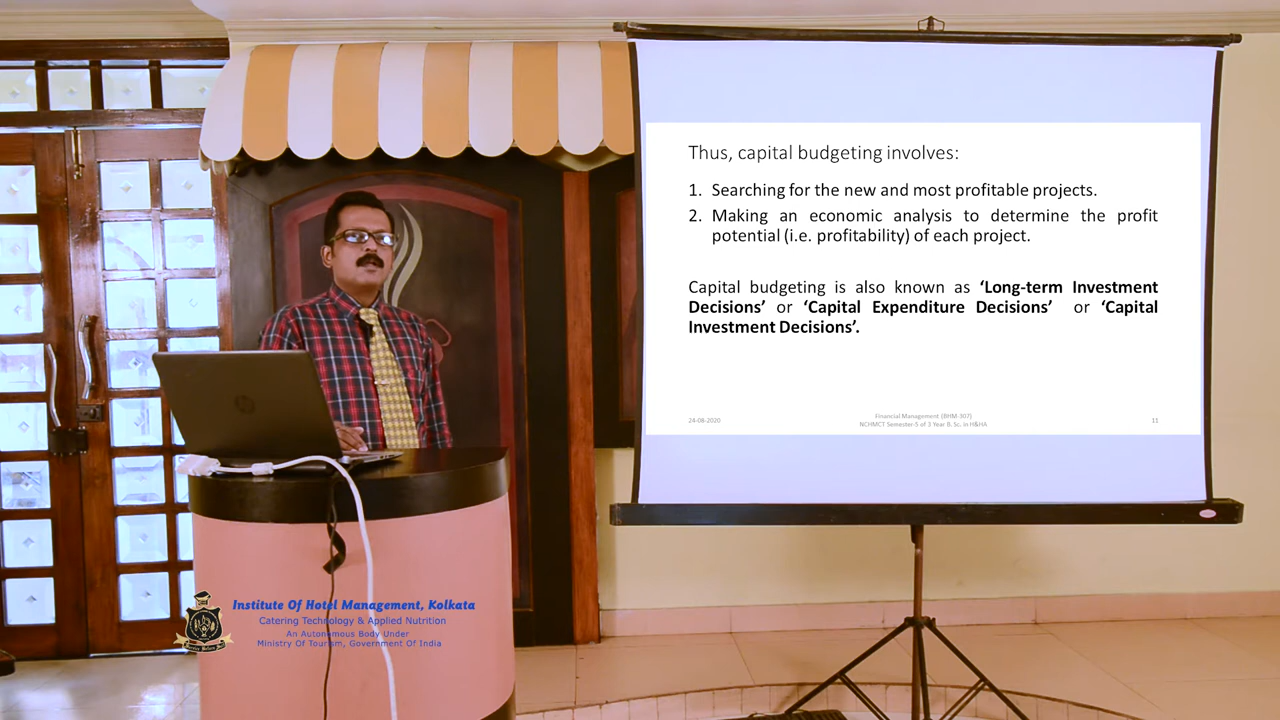 Thus, capital budgeting involves:
1. Searching for the new and most profitable projects.
2. Making an economic analysis to determine the profit
potential (i.e. profitability) of each project.
Capital budgeting is also known as ‘Long-term Investment
Decisions’ or ‘Capital Expenditure Decisions’ or ‘Capital
Investment Decisions’.
24-08-2020
Financial Management (BHM-307)
NCHMCT Semester-5 of 3 Year B. Sc. in H&HA
11
Institute Of Hotel Management, Kolkata
Catering Technology & Applied Nutrition
An Autonomous Body Under
Ministry Of Tourism, Government Of India